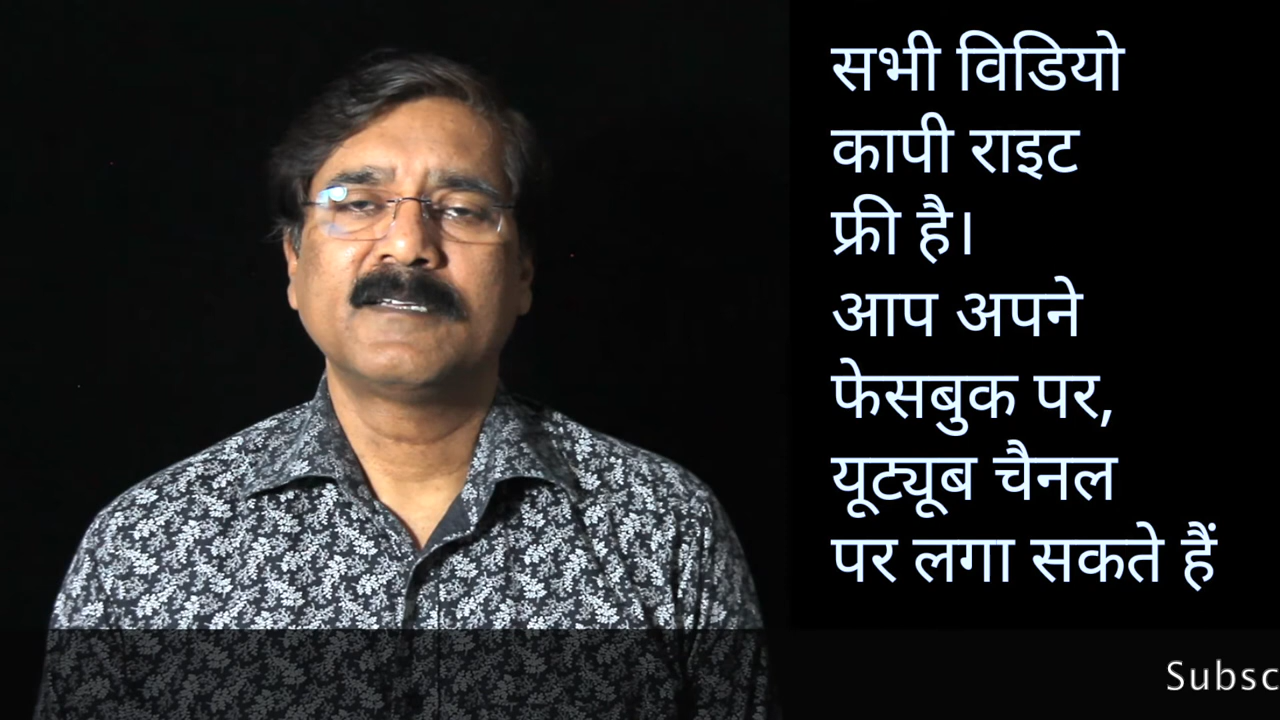 सभी विडियो
कापी राइट
फ्री है।
आप अपने
फेसबुक पर,
यूट्यूब चैनल
पर लगा सकते हैं
Subsc